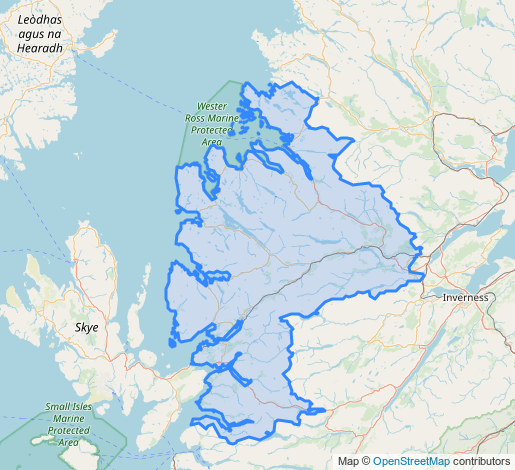 Leòdhas
agus na
Hearadh
Wester
Ross Marine
Protected
Area
Inverness
Skye
Small Isles
Marine
Protected
Area
Map © OpenStreetMap contributors